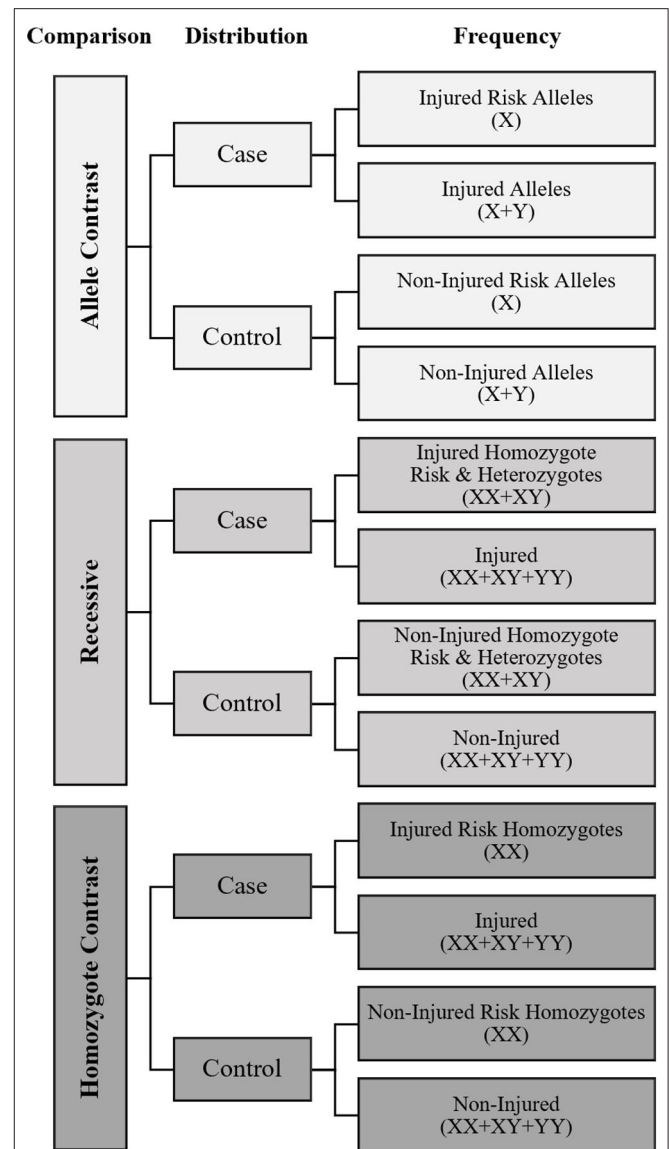 Comparison Distribution Frequency
Allele Contrast
Case
Injured Risk Alleles
(X)
Injured Alleles
(X+Y)
Control
Non-Injured Risk Alleles
(X)
Non-Injured Alleles
(X+Y)
Recessive
Case
Injured Homozygote
Risk & Heterozygotes
(XX+XY)
Injured
(XX+XY+YY)
Control
Non-Injured Homozygote
Risk & Heterozygotes
(XX+XY)
Non-Injured
(XX+XY+YY)
Homozygote Contrast
Case
Injured Risk Homozygotes
(XX)
Injured
(XX+XY+YY)
Control
Non-Injured Risk Homozygotes
(XX)
Non-Injured
(XX+XY+YY)